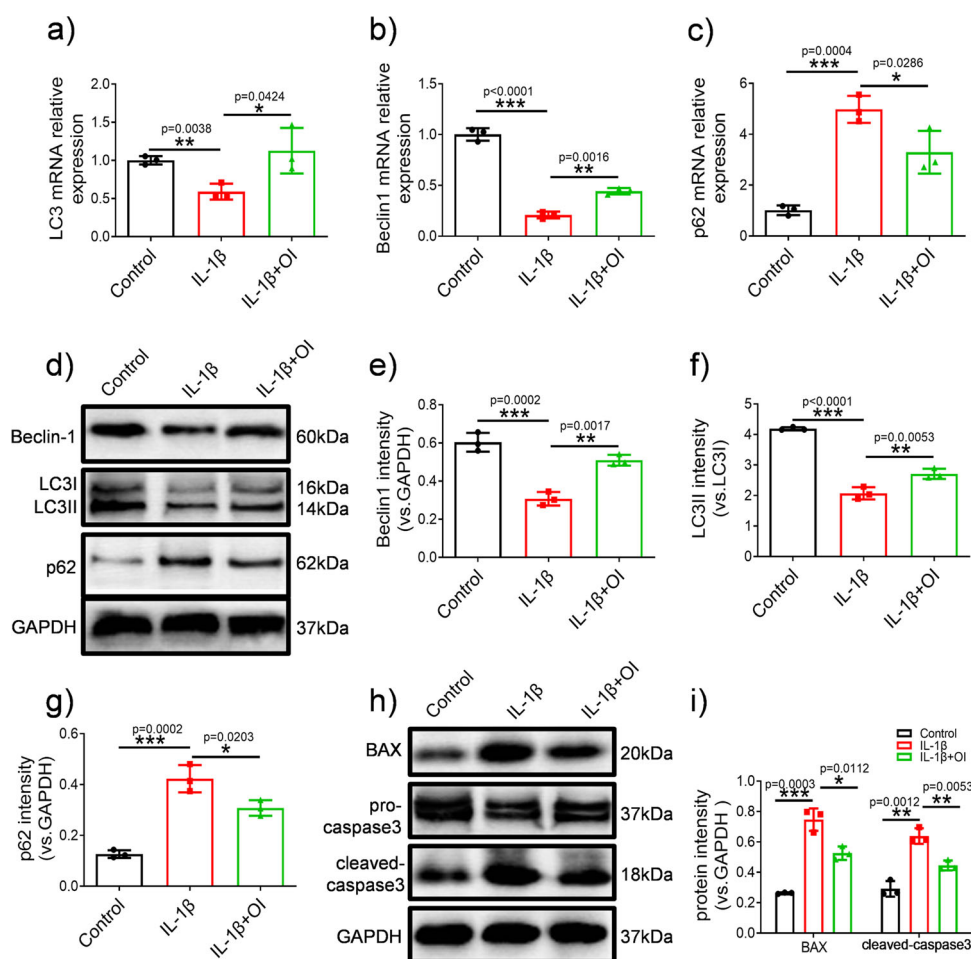 a)
LC3 mRNA relative
expression
1.5
1.0
0.5
0.0
p=0.0038
**
p=0.0424
*
Control
IL-1β
IL-1β+OI
b)
Beclin1 mRNA relative
expression
1.5
1.0
0.5
0.0
p<0.0001
***
p=0.0016
**
Control
IL-1β
IL-1β+OI
c)
p62 mRNA relative
expression
6
4
2
0
p=0.0004
***
p=0.0286
*
Control
IL-1β
IL-1β+OI
d)
Control
IL-1β
IL-1β+OI
Beclin-1
60kDa
LC3I
16kDa
LC3II
14kDa
p62
62kDa
GAPDH
37kDa
e)
Beclin1 intensity
(vs.GAPDH)
0.8
0.6
0.4
0.2
0.0
p=0.0002
***
p=0.0017
**
Control
IL-1β
IL-1β+OI
f)
LC3II intensity
(vs.LC3I)
5
4
3
2
1
0
p<0.0001
***
p=0.0.0053
**
Control
IL-1β
IL-1β+OI
g)
p62 intensity
(vs.GAPDH)
0.6
0.4
0.2
0.0
p=0.0002
***
p=0.0203
*
Control
IL-1β
IL-1β+OI
h)
Control
IL-1β
IL-1β+OI
BAX
20kDa
pro-
caspase3
37kDa
cleaved-
caspase3
18kDa
GAPDH
37kDa
i)
Control
IL-1β
IL-1β+OI
protein intensity
(vs.GAPDH )
1.0
0.8
0.6
0.4
0.2
0.0
p=0.0003
***
p=0.0112
*
p=0.0012
**
p=0.0053
**
BAX
cleaved-caspase3